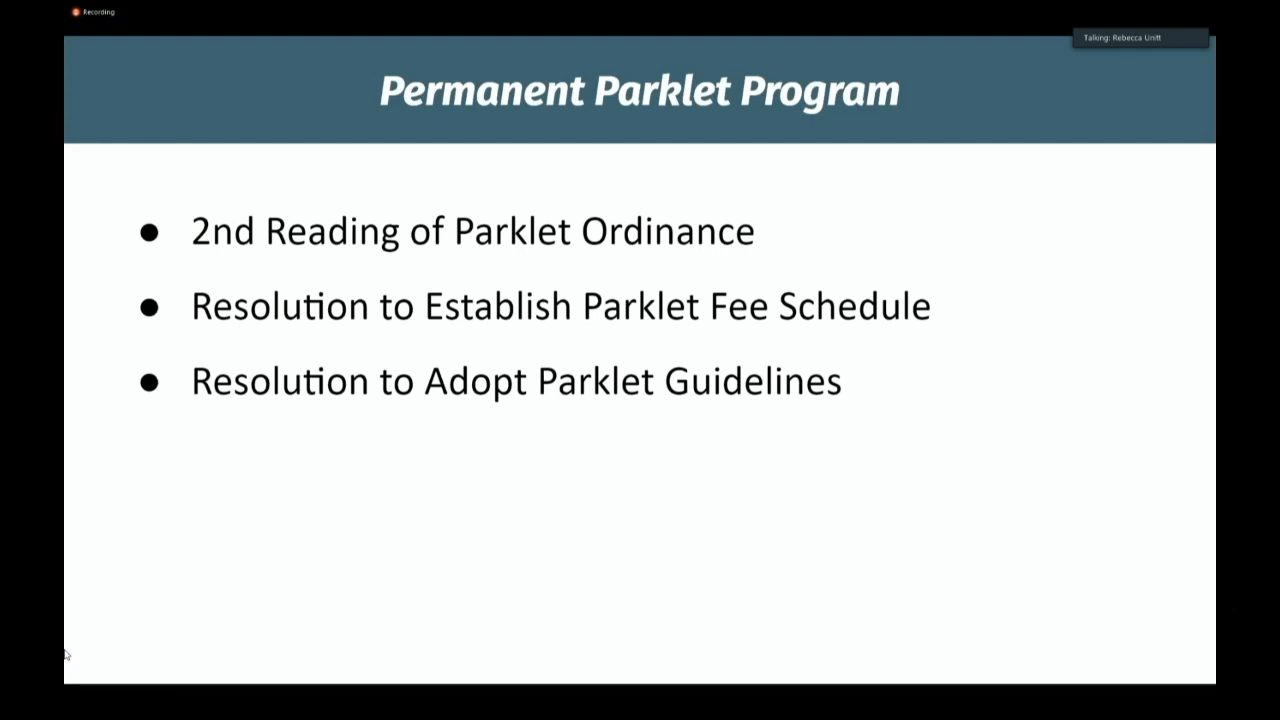 Recording
Talking: Rebecca Unitt
Permanent Parklet Program
● 2nd Reading of Parklet Ordinance
● Resolution to Establish Parklet Fee Schedule
● Resolution to Adopt Parklet Guidelines